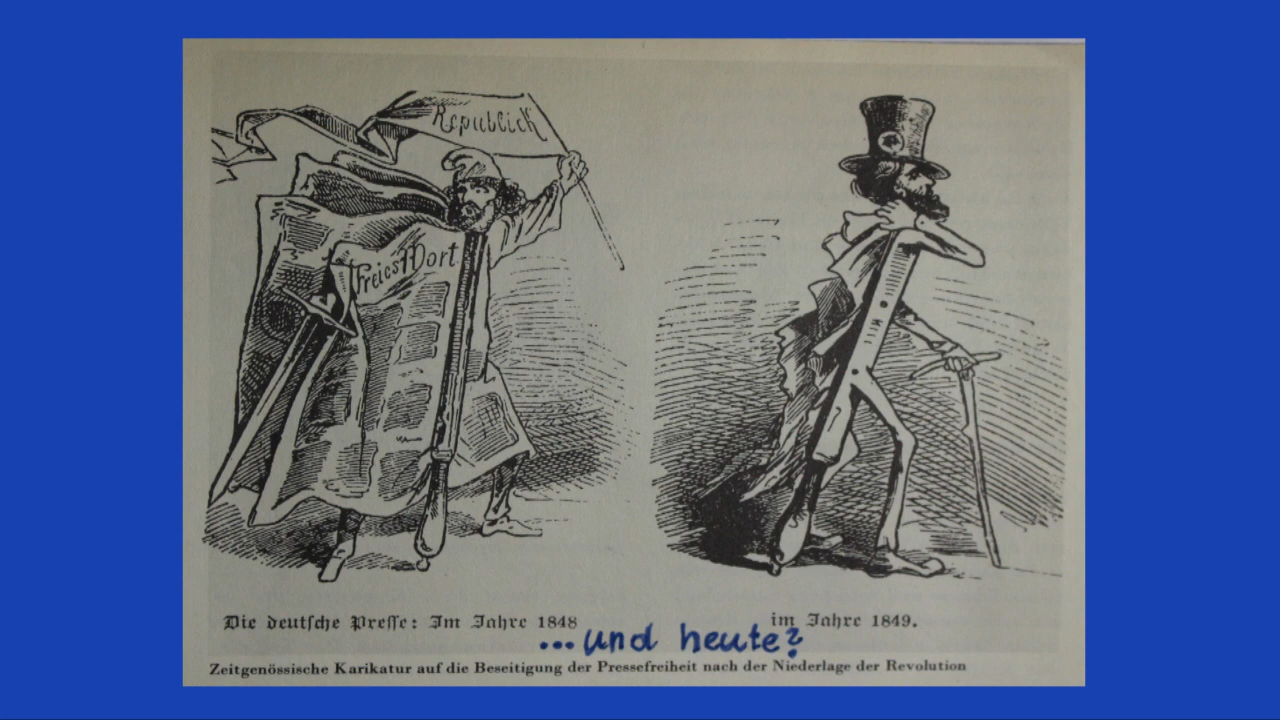 Republick
Freies Wort
Die deutsche Presse: Im Jahre 1848
im Jahre 1849.
... und heute?
Zeitgenössische Karikatur auf die Beseitigung der Pressefreiheit nach der Niederlage der Revolution